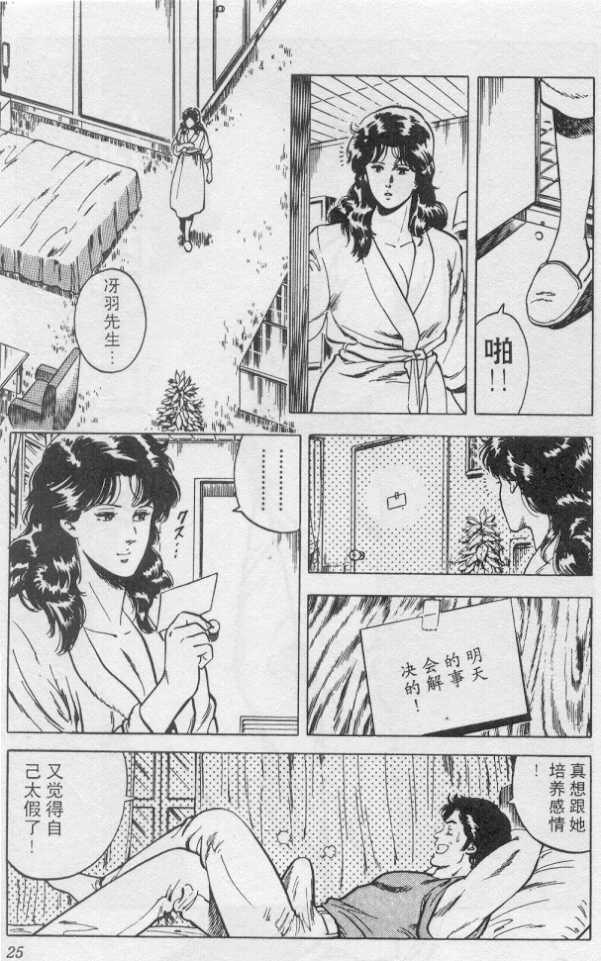 啪!!
冴羽先生…
…………
クス…
明天
的事
会解
决的!
真想跟她
培养感情
!
又觉得自
己太假了!
25